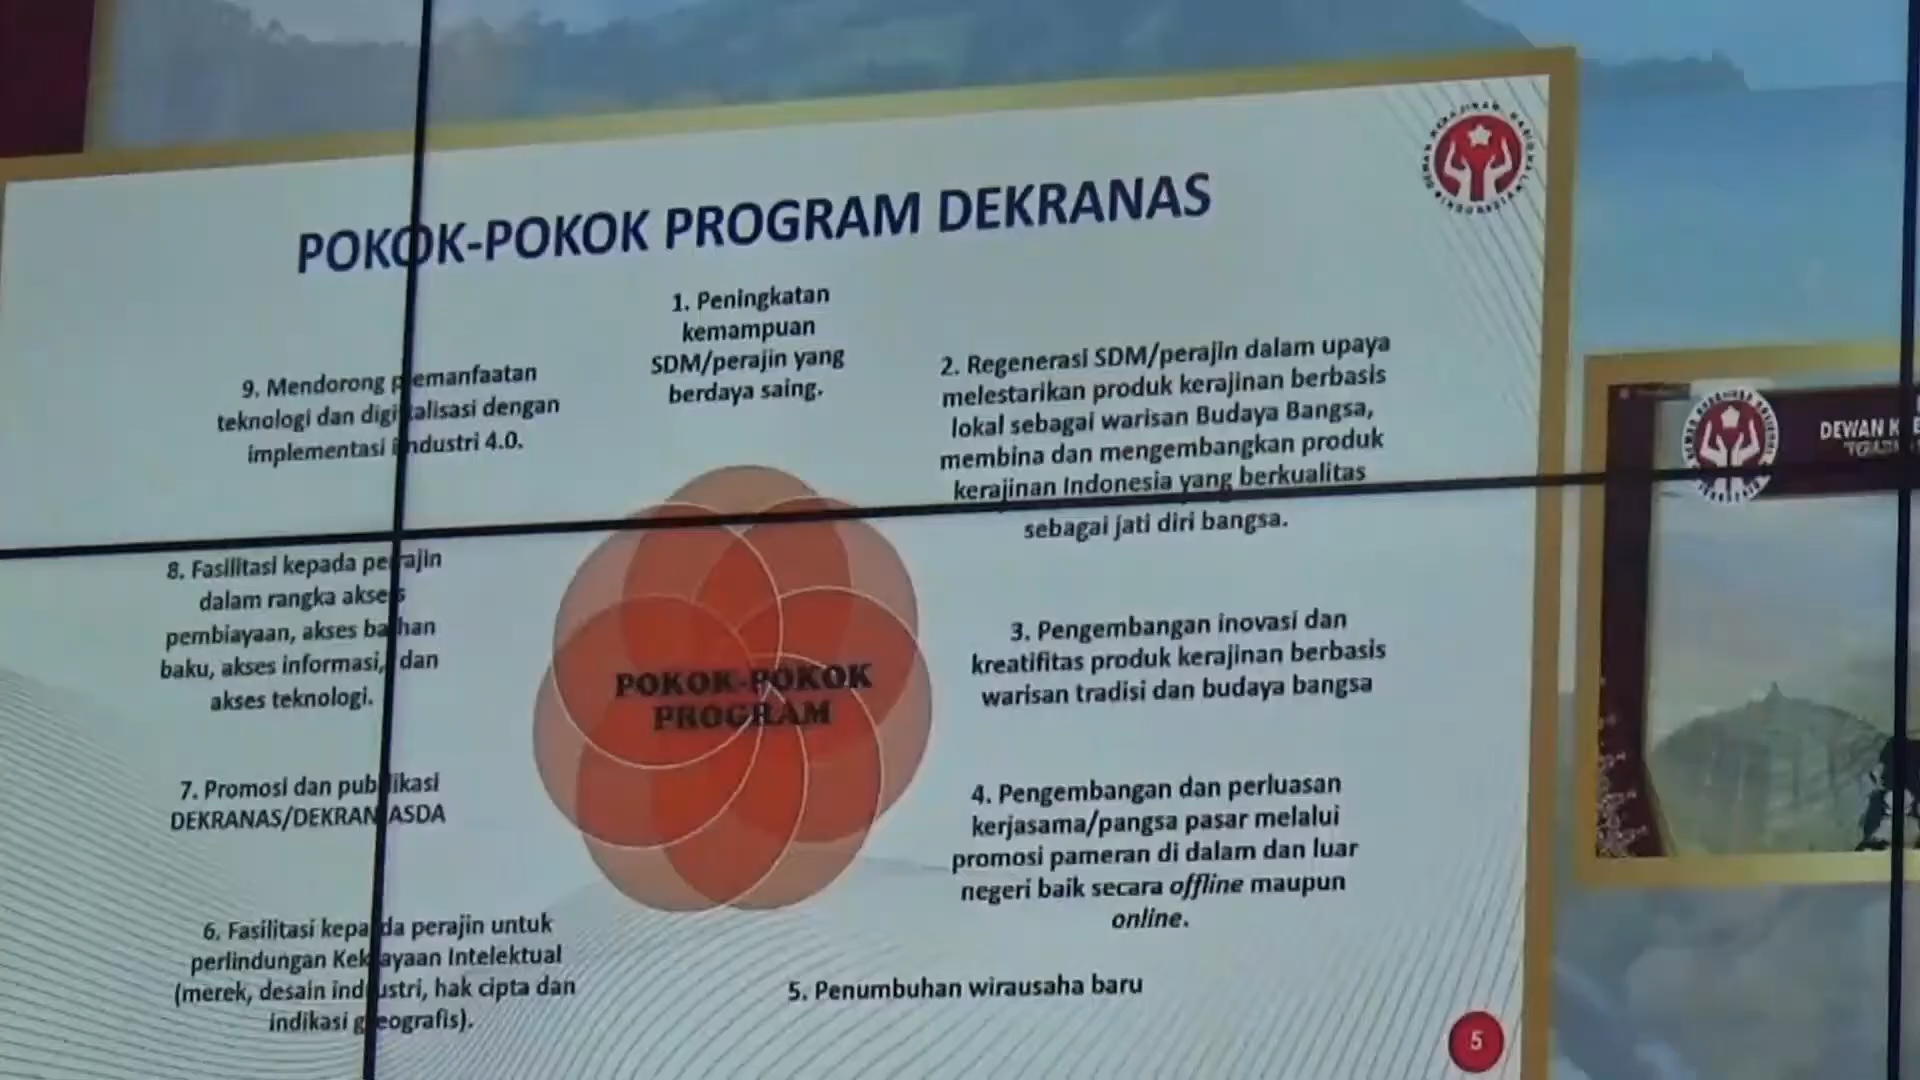 POKOK-POKOK PROGRAM DEKRANAS
1. Peningkatan
kemampuan
SDM/perajin yang
berdaya saing.
2. Regenerasi SDM/perajin dalam upaya
melestarikan produk kerajinan berbasis
lokal sebagai warisan Budaya Bangsa,
membina dan mengembangkan produk
kerajinan Indonesia yang berkualitas
sebagai jati diri bangsa.
3. Pengembangan inovasi dan
kreatifitas produk kerajinan berbasis
warisan tradisi dan budaya bangsa
4. Pengembangan dan perluasan
kerjasama/pangsa pasar melalui
promosi pameran di dalam dan luar
negeri baik secara offline maupun
online.
5. Penumbuhan wirausaha baru
6. Fasilitasi kepada perajin untuk
perlindungan Kekayaan Intelektual
(merek, desain industri, hak cipta dan
indikasi geografis).
7. Promosi dan publikasi
DEKRANAS/DEKRANASDA
8. Fasilitasi kepada perajin
dalam rangka akses
pembiayaan, akses bahan
baku, akses informasi, dan
akses teknologi.
9. Mendorong pemanfaatan
teknologi dan digitalisasi dengan
implementasi industri 4.0.
POKOK-POKOK
PROGRAM
5
DEWAN